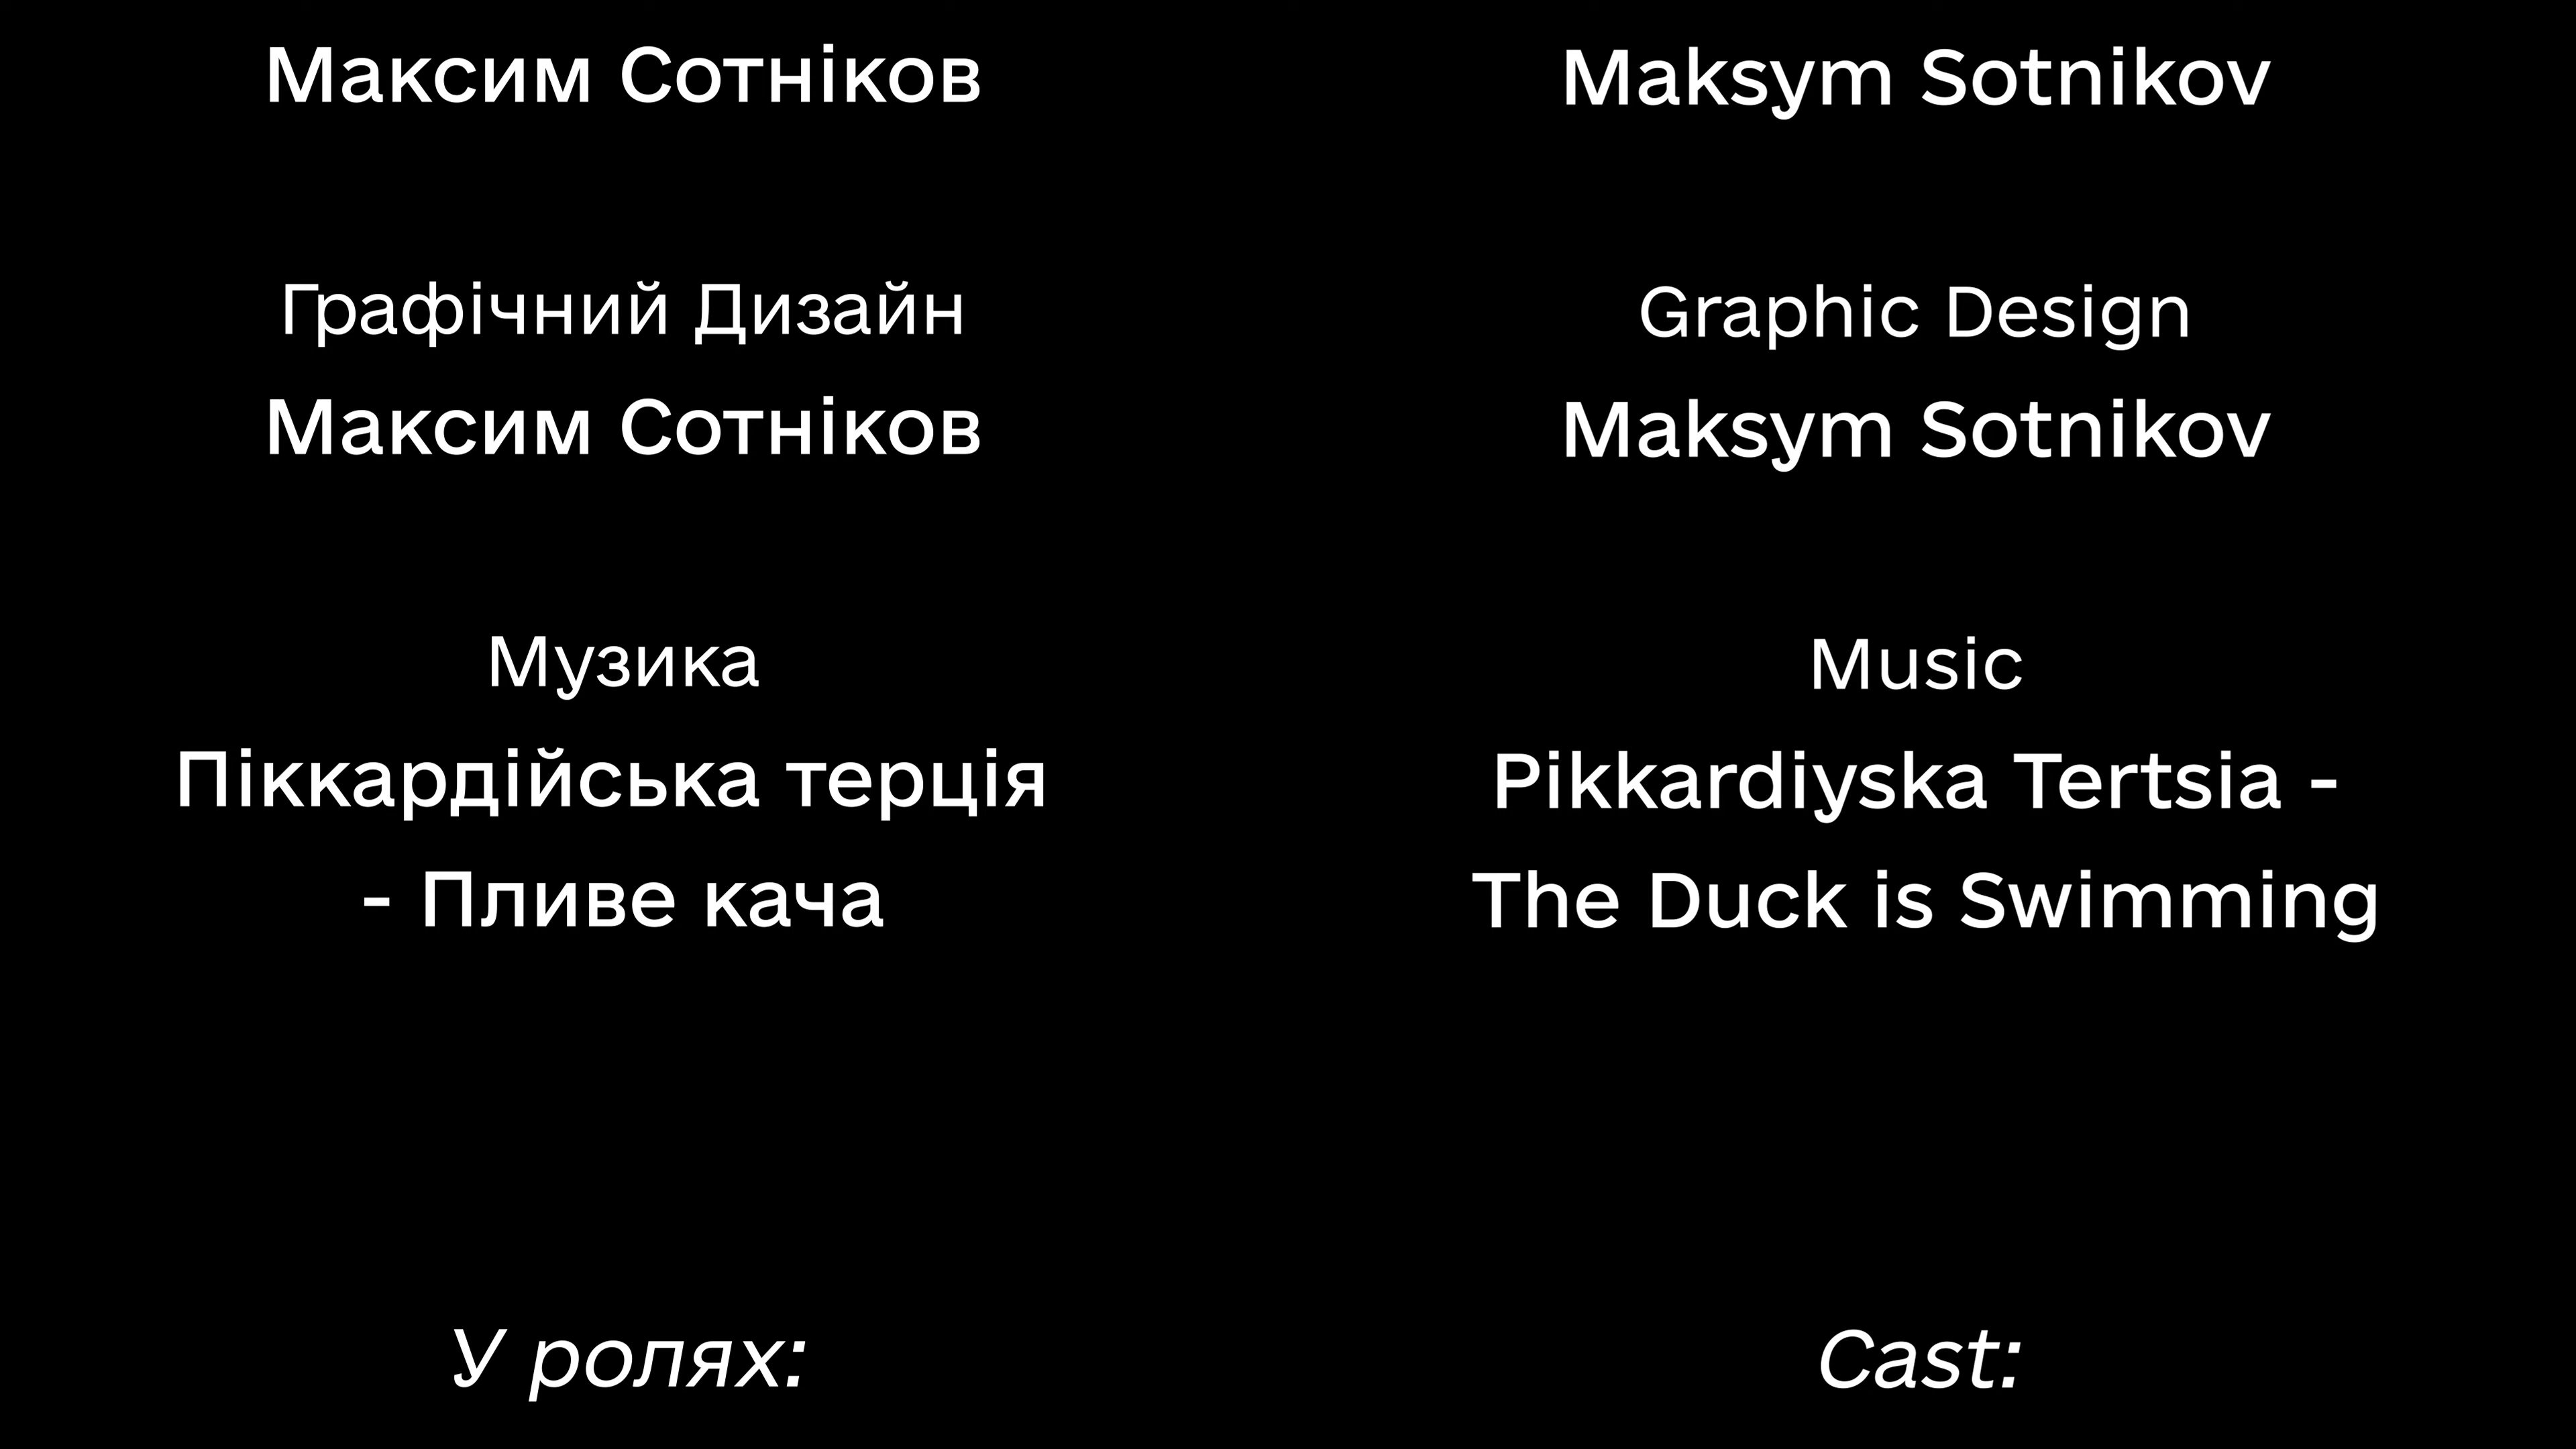 Максим Сотніков
Maksym Sotnikov
Графічний Дизайн
Graphic Design
Максим Сотніков
Maksym Sotnikov
Музика
Music
Піккардійська терція
Pikkardiyska Tertsia -
- Пливе кача
The Duck is Swimming
У ролях:
Cast: